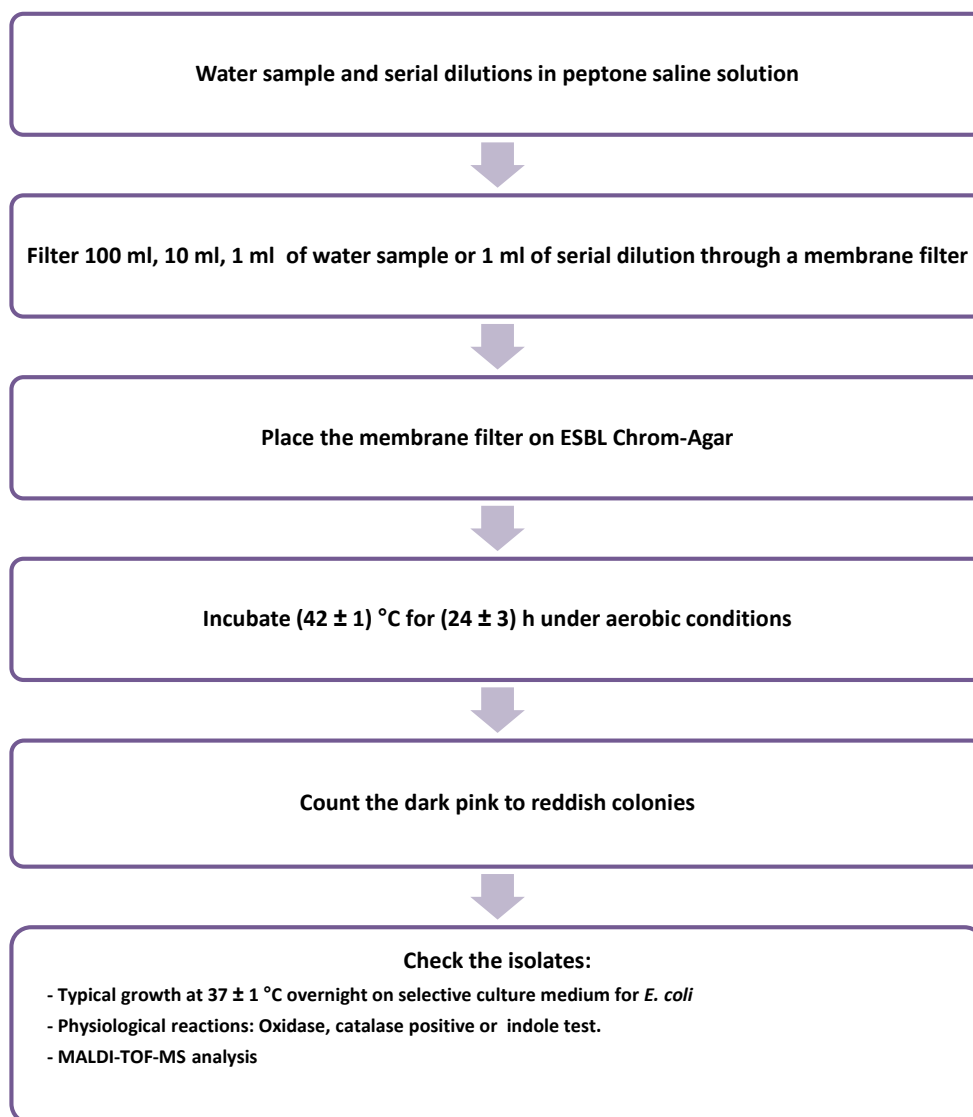 Water sample and serial dilutions in peptone saline solution
Filter 100 ml, 10 ml, 1 ml  of water sample or 1 ml of serial dilution through a membrane filter
Place the membrane filter on ESBL Chrom-Agar
Incubate (42 ± 1) °C for (24 ± 3) h under aerobic conditions
Count the dark pink to reddish colonies
Check the isolates:
- Typical growth at 37 ± 1 °C overnight on selective culture medium for E. coli
- Physiological reactions: Oxidase, catalase positive or  indole test.
- MALDI-TOF-MS analysis